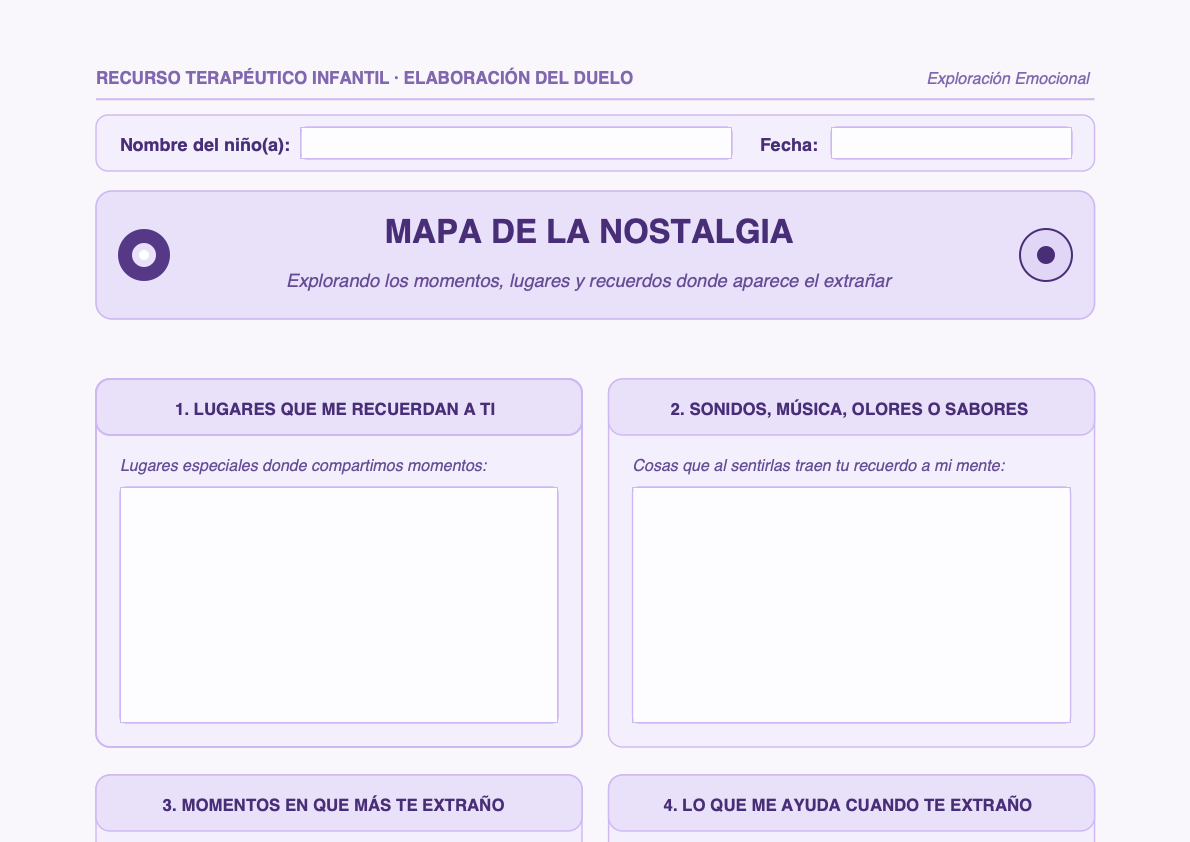 RECURSO TERAPÉUTICO INFANTIL · ELABORACIÓN DEL DUELO
Exploración Emocional
Nombre del niño(a):
Fecha:
MAPA DE LA NOSTALGIA
Explorando los momentos, lugares y recuerdos donde aparece el extrañar
1. LUGARES QUE ME RECUERDAN A TI
Lugares especiales donde compartimos momentos:
2. SONIDOS, MÚSICA, OLORES O SABORES
Cosas que al sentirlas traen tu recuerdo a mi mente:
3. MOMENTOS EN QUE MÁS TE EXTRAÑO
4. LO QUE ME AYUDA CUANDO TE EXTRAÑO